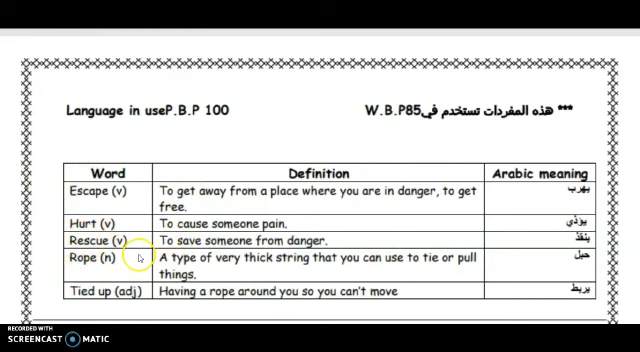 Language in useP.B.P 100
*** هذه المفردات تستخدم في W.B.P85
Word Definition Arabic meaning
Escape (v) To get away from a place where you are in danger, to get يهرب
free.
Hurt (v) To cause someone pain. يؤذي
Rescue (v) To save someone from danger. ينقذ
Rope (n) A type of very thick string that you can use to tie or pull حبل
things.
Tied up (adj) Having a rope around you so you can't move يربط
RECORDED WITH
SCREENCAST MATIC